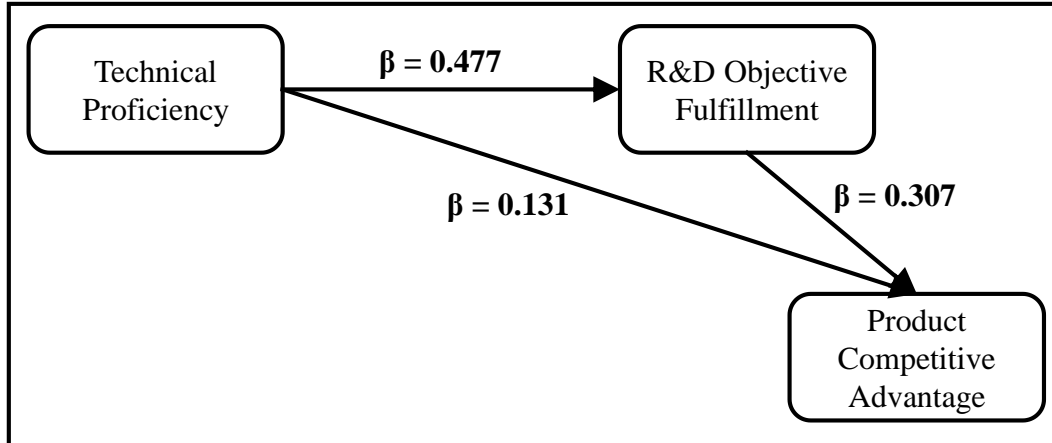 Technical
Proficiency
β = 0.477
R&D Objective
Fulfillment
β = 0.131
β = 0.307
Product
Competitive
Advantage